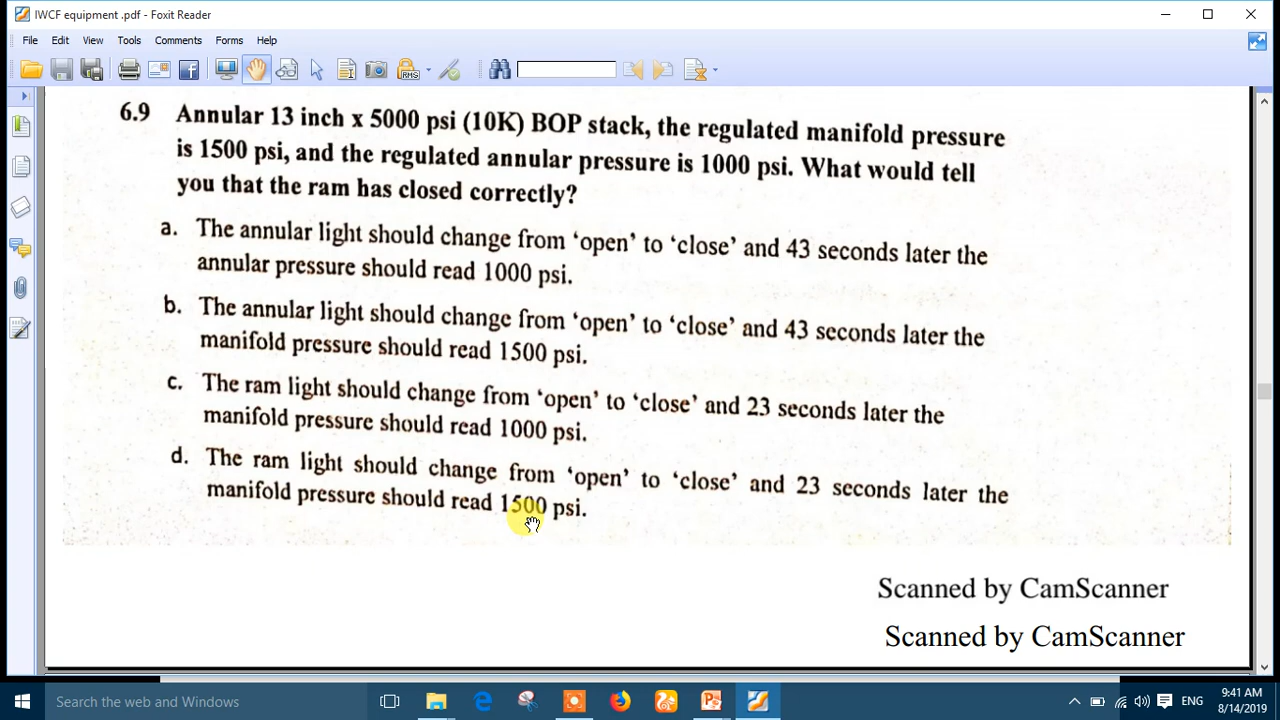 IWCF equipment .pdf - Foxit Reader
File Edit View Tools Comments Forms Help
6.9 Annular 13 inch x 5000 psi (10K) BOP stack, the regulated manifold pressure
is 1500 psi, and the regulated annular pressure is 1000 psi. What would tell
you that the ram has closed correctly?
a. The annular light should change from ‘open’ to ‘close’ and 43 seconds later the
annular pressure should read 1000 psi.
b. The annular light should change from ‘open’ to ‘close’ and 43 seconds later the
manifold pressure should read 1500 psi.
c. The ram light should change from ‘open’ to ‘close’ and 23 seconds later the
manifold pressure should read 1000 psi.
d. The ram light should change from ‘open’ to ‘close’ and 23 seconds later the
manifold pressure should read 1500 psi.
Scanned by CamScanner
Scanned by CamScanner
Search the web and Windows
ENG
9:41 AM
8/14/2019